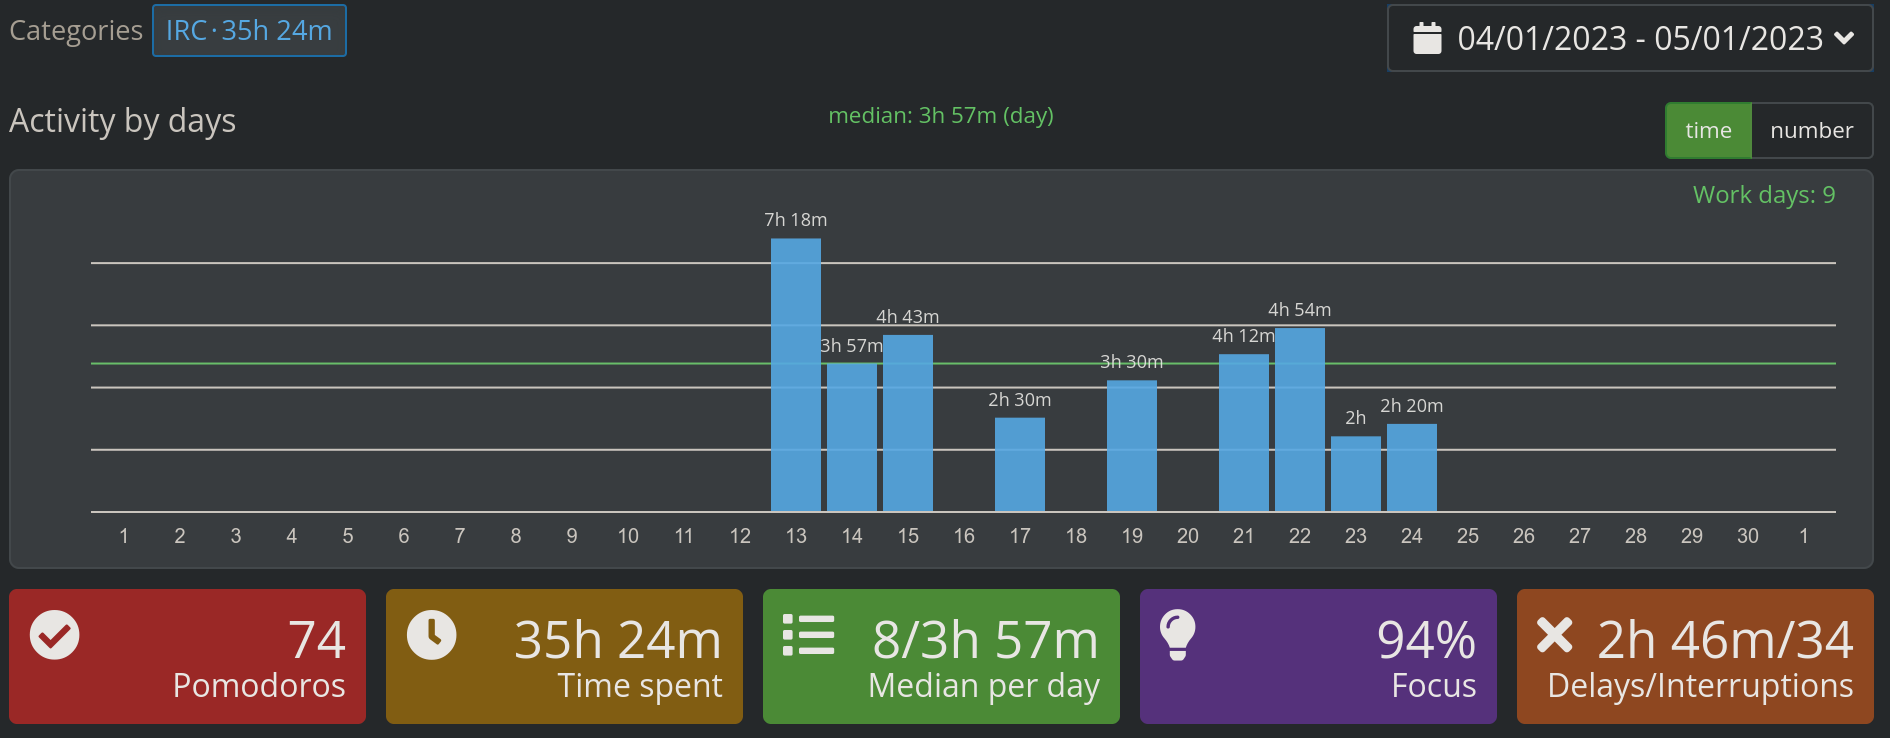 Categories IRC · 35h 24m
04/01/2023 - 05/01/2023
Activity by days
median: 3h 57m (day)
time number
Work days: 9
7h 18m
3h 57m
4h 43m
2h 30m
3h 30m
4h 12m
4h 54m
2h
2h 20m
1 2 3 4 5 6 7 8 9 10 11 12 13 14 15 16 17 18 19 20 21 22 23 24 25 26 27 28 29 30 1
74
Pomodoros
35h 24m
Time spent
8/3h 57m
Median per day
94%
Focus
2h 46m/34
Delays/Interruptions